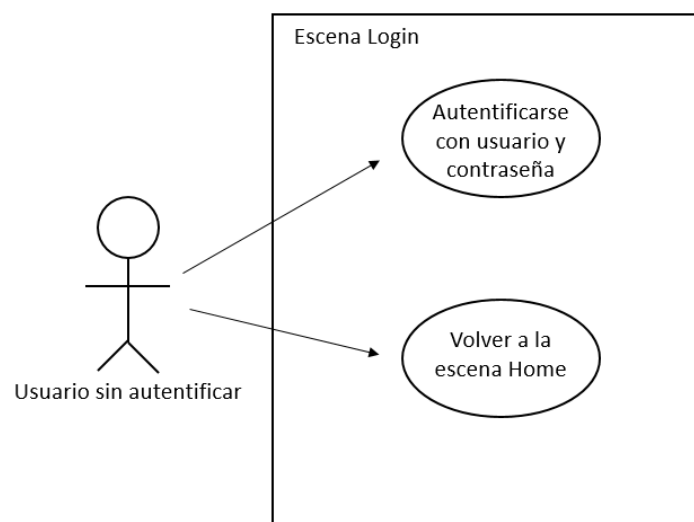 Escena Login
Autentificarse
con usuario y
contraseña
Volver a la
escena Home
Usuario sin autentificar